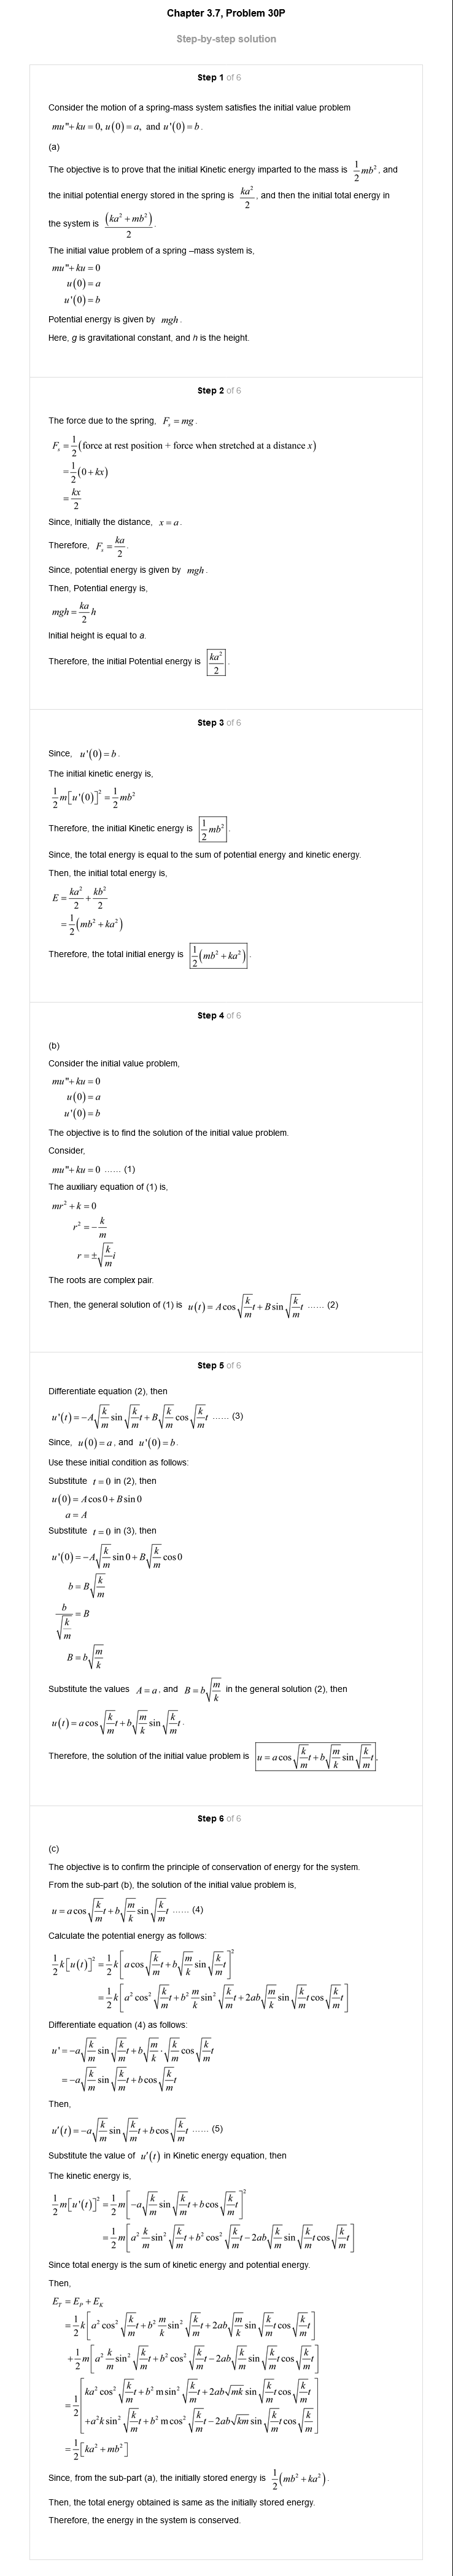 Chapter 3.7, Problem 30P
Step-by-step solution
Step 1 of 6
Consider the motion of a spring-mass system satisfies the initial value problem
mu"+ ku = 0, u(0) = a, and u'(0) = b.
(a)
The objective is to prove that the initial Kinetic energy imparted to the mass is \frac{1}{2}mb^2, and
the initial potential energy stored in the spring is \frac{ka^2}{2}, and then the initial total energy in
the system is \frac{(ka^2 + mb^2)}{2}.
The initial value problem of a spring –mass system is,
mu"+ ku = 0
u(0) = a
u'(0) = b
Potential energy is given by mgh.
Here, g is gravitational constant, and h is the height.
Step 2 of 6
The force due to the spring, F_s = mg.
F_s = \frac{1}{2}(force at rest position + force when stretched at a distance x)
= \frac{1}{2}(0 + kx)
= \frac{kx}{2}
Since, Initially the distance, x = a.
Therefore, F_s = \frac{ka}{2}.
Since, potential energy is given by mgh.
Then, Potential energy is,
mgh = \frac{ka}{2}h
Initial height is equal to a.
Therefore, the initial Potential energy is \frac{ka^2}{2}.
Step 3 of 6
Since, u'(0) = b.
The initial kinetic energy is,
\frac{1}{2}m[u'(0)]^2 = \frac{1}{2}mb^2
Therefore, the initial Kinetic energy is \frac{1}{2}mb^2.
Since, the total energy is equal to the sum of potential energy and kinetic energy.
Then, the initial total energy is,
E = \frac{ka^2}{2} + \frac{kb^2}{2}
= \frac{1}{2}(mb^2 + ka^2)
Therefore, the total initial energy is \frac{1}{2}(mb^2 + ka^2).
Step 4 of 6
(b)
Consider the initial value problem,
mu"+ ku = 0
u(0) = a
u'(0) = b
The objective is to find the solution of the initial value problem.
Consider,
mu"+ ku = 0 ...... (1)
The auxiliary equation of (1) is,
mr^2 + k = 0
r^2 = -\frac{k}{m}
r = ±\sqrt{\frac{k}{m}}i
The roots are complex pair.
Then, the general solution of (1) is u(t) = A cos\sqrt{\frac{k}{m}}t + B sin\sqrt{\frac{k}{m}}t ...... (2)
Step 5 of 6
Differentiate equation (2), then
u'(t) = -A\sqrt{\frac{k}{m}} sin\sqrt{\frac{k}{m}}t + B\sqrt{\frac{k}{m}} cos\sqrt{\frac{k}{m}}t ...... (3)
Since, u(0) = a, and u'(0) = b.
Use these initial condition as follows:
Substitute t = 0 in (2), then
u(0) = A cos 0 + B sin 0
a = A
Substitute t = 0 in (3), then
u'(0) = -A\sqrt{\frac{k}{m}} sin 0 + B\sqrt{\frac{k}{m}} cos 0
b = B\sqrt{\frac{k}{m}}
\frac{b}{\sqrt{\frac{k}{m}}} = B
B = b\sqrt{\frac{m}{k}}
Substitute the values A = a, and B = b\sqrt{\frac{m}{k}} in the general solution (2), then
u(t) = a cos\sqrt{\frac{k}{m}}t + b\sqrt{\frac{m}{k}} sin\sqrt{\frac{k}{m}}t.
Therefore, the solution of the initial value problem is u = a cos\sqrt{\frac{k}{m}}t + b\sqrt{\frac{m}{k}} sin\sqrt{\frac{k}{m}}t.
Step 6 of 6
(c)
The objective is to confirm the principle of conservation of energy for the system.
From the sub-part (b), the solution of the initial value problem is,
u = a cos\sqrt{\frac{k}{m}}t + b\sqrt{\frac{m}{k}} sin\sqrt{\frac{k}{m}}t ...... (4)
Calculate the potential energy as follows:
\frac{1}{2}k[u(t)]^2 = \frac{1}{2}k[a cos\sqrt{\frac{k}{m}}t + b\sqrt{\frac{m}{k}} sin\sqrt{\frac{k}{m}}t]^2
= \frac{1}{2}k[a^2 cos^2\sqrt{\frac{k}{m}}t + b^2\frac{m}{k} sin^2\sqrt{\frac{k}{m}}t + 2ab\sqrt{\frac{m}{k}} sin\sqrt{\frac{k}{m}}t cos\sqrt{\frac{k}{m}}t]
Differentiate equation (4) as follows:
u' = -a\sqrt{\frac{k}{m}} sin\sqrt{\frac{k}{m}}t + b\sqrt{\frac{m}{k}}·\sqrt{\frac{k}{m}} cos\sqrt{\frac{k}{m}}t
= -a\sqrt{\frac{k}{m}} sin\sqrt{\frac{k}{m}}t + b cos\sqrt{\frac{k}{m}}t
Then,
u'(t) = -a\sqrt{\frac{k}{m}} sin\sqrt{\frac{k}{m}}t + b cos\sqrt{\frac{k}{m}}t ...... (5)
Substitute the value of u'(t) in Kinetic energy equation, then
The kinetic energy is,
\frac{1}{2}m[u'(t)]^2 = \frac{1}{2}m[-a\sqrt{\frac{k}{m}} sin\sqrt{\frac{k}{m}}t + b cos\sqrt{\frac{k}{m}}t]^2
= \frac{1}{2}m[a^2\frac{k}{m} sin^2\sqrt{\frac{k}{m}}t + b^2 cos^2\sqrt{\frac{k}{m}}t - 2ab\sqrt{\frac{k}{m}} sin\sqrt{\frac{k}{m}}t cos\sqrt{\frac{k}{m}}t]
Since total energy is the sum of kinetic energy and potential energy.
Then,
E_T = E_P + E_K
= \frac{1}{2}k[a^2 cos^2\sqrt{\frac{k}{m}}t + b^2\frac{m}{k} sin^2\sqrt{\frac{k}{m}}t + 2ab\sqrt{\frac{m}{k}} sin\sqrt{\frac{k}{m}}t cos\sqrt{\frac{k}{m}}t]
+ \frac{1}{2}m[a^2\frac{k}{m} sin^2\sqrt{\frac{k}{m}}t + b^2 cos^2\sqrt{\frac{k}{m}}t - 2ab\sqrt{\frac{k}{m}} sin\sqrt{\frac{k}{m}}t cos\sqrt{\frac{k}{m}}t]
= \frac{1}{2}[ka^2 cos^2\sqrt{\frac{k}{m}}t + b^2 m sin^2\sqrt{\frac{k}{m}}t + 2ab\sqrt{mk} sin\sqrt{\frac{k}{m}}t cos\sqrt{\frac{k}{m}}t
+ a^2k sin^2\sqrt{\frac{k}{m}}t + b^2 m cos^2\sqrt{\frac{k}{m}}t - 2ab\sqrt{km} sin\sqrt{\frac{k}{m}}t cos\sqrt{\frac{k}{m}}]
= \frac{1}{2}[ka^2 + mb^2]
Since, from the sub-part (a), the initially stored energy is \frac{1}{2}(mb^2 + ka^2).
Then, the total energy obtained is same as the initially stored energy.
Therefore, the energy in the system is conserved.